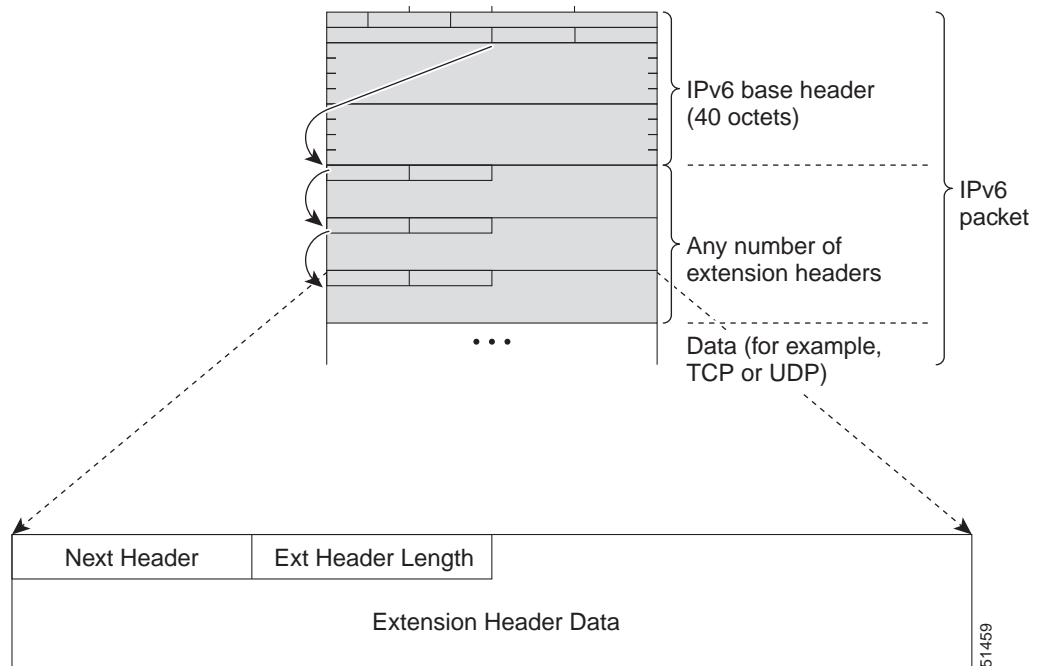 IPv6 base header
(40 octets)
IPv6
packet
Any number of
extension headers
Data (for example,
TCP or UDP)
Next Header
Ext Header Length
Extension Header Data
51459